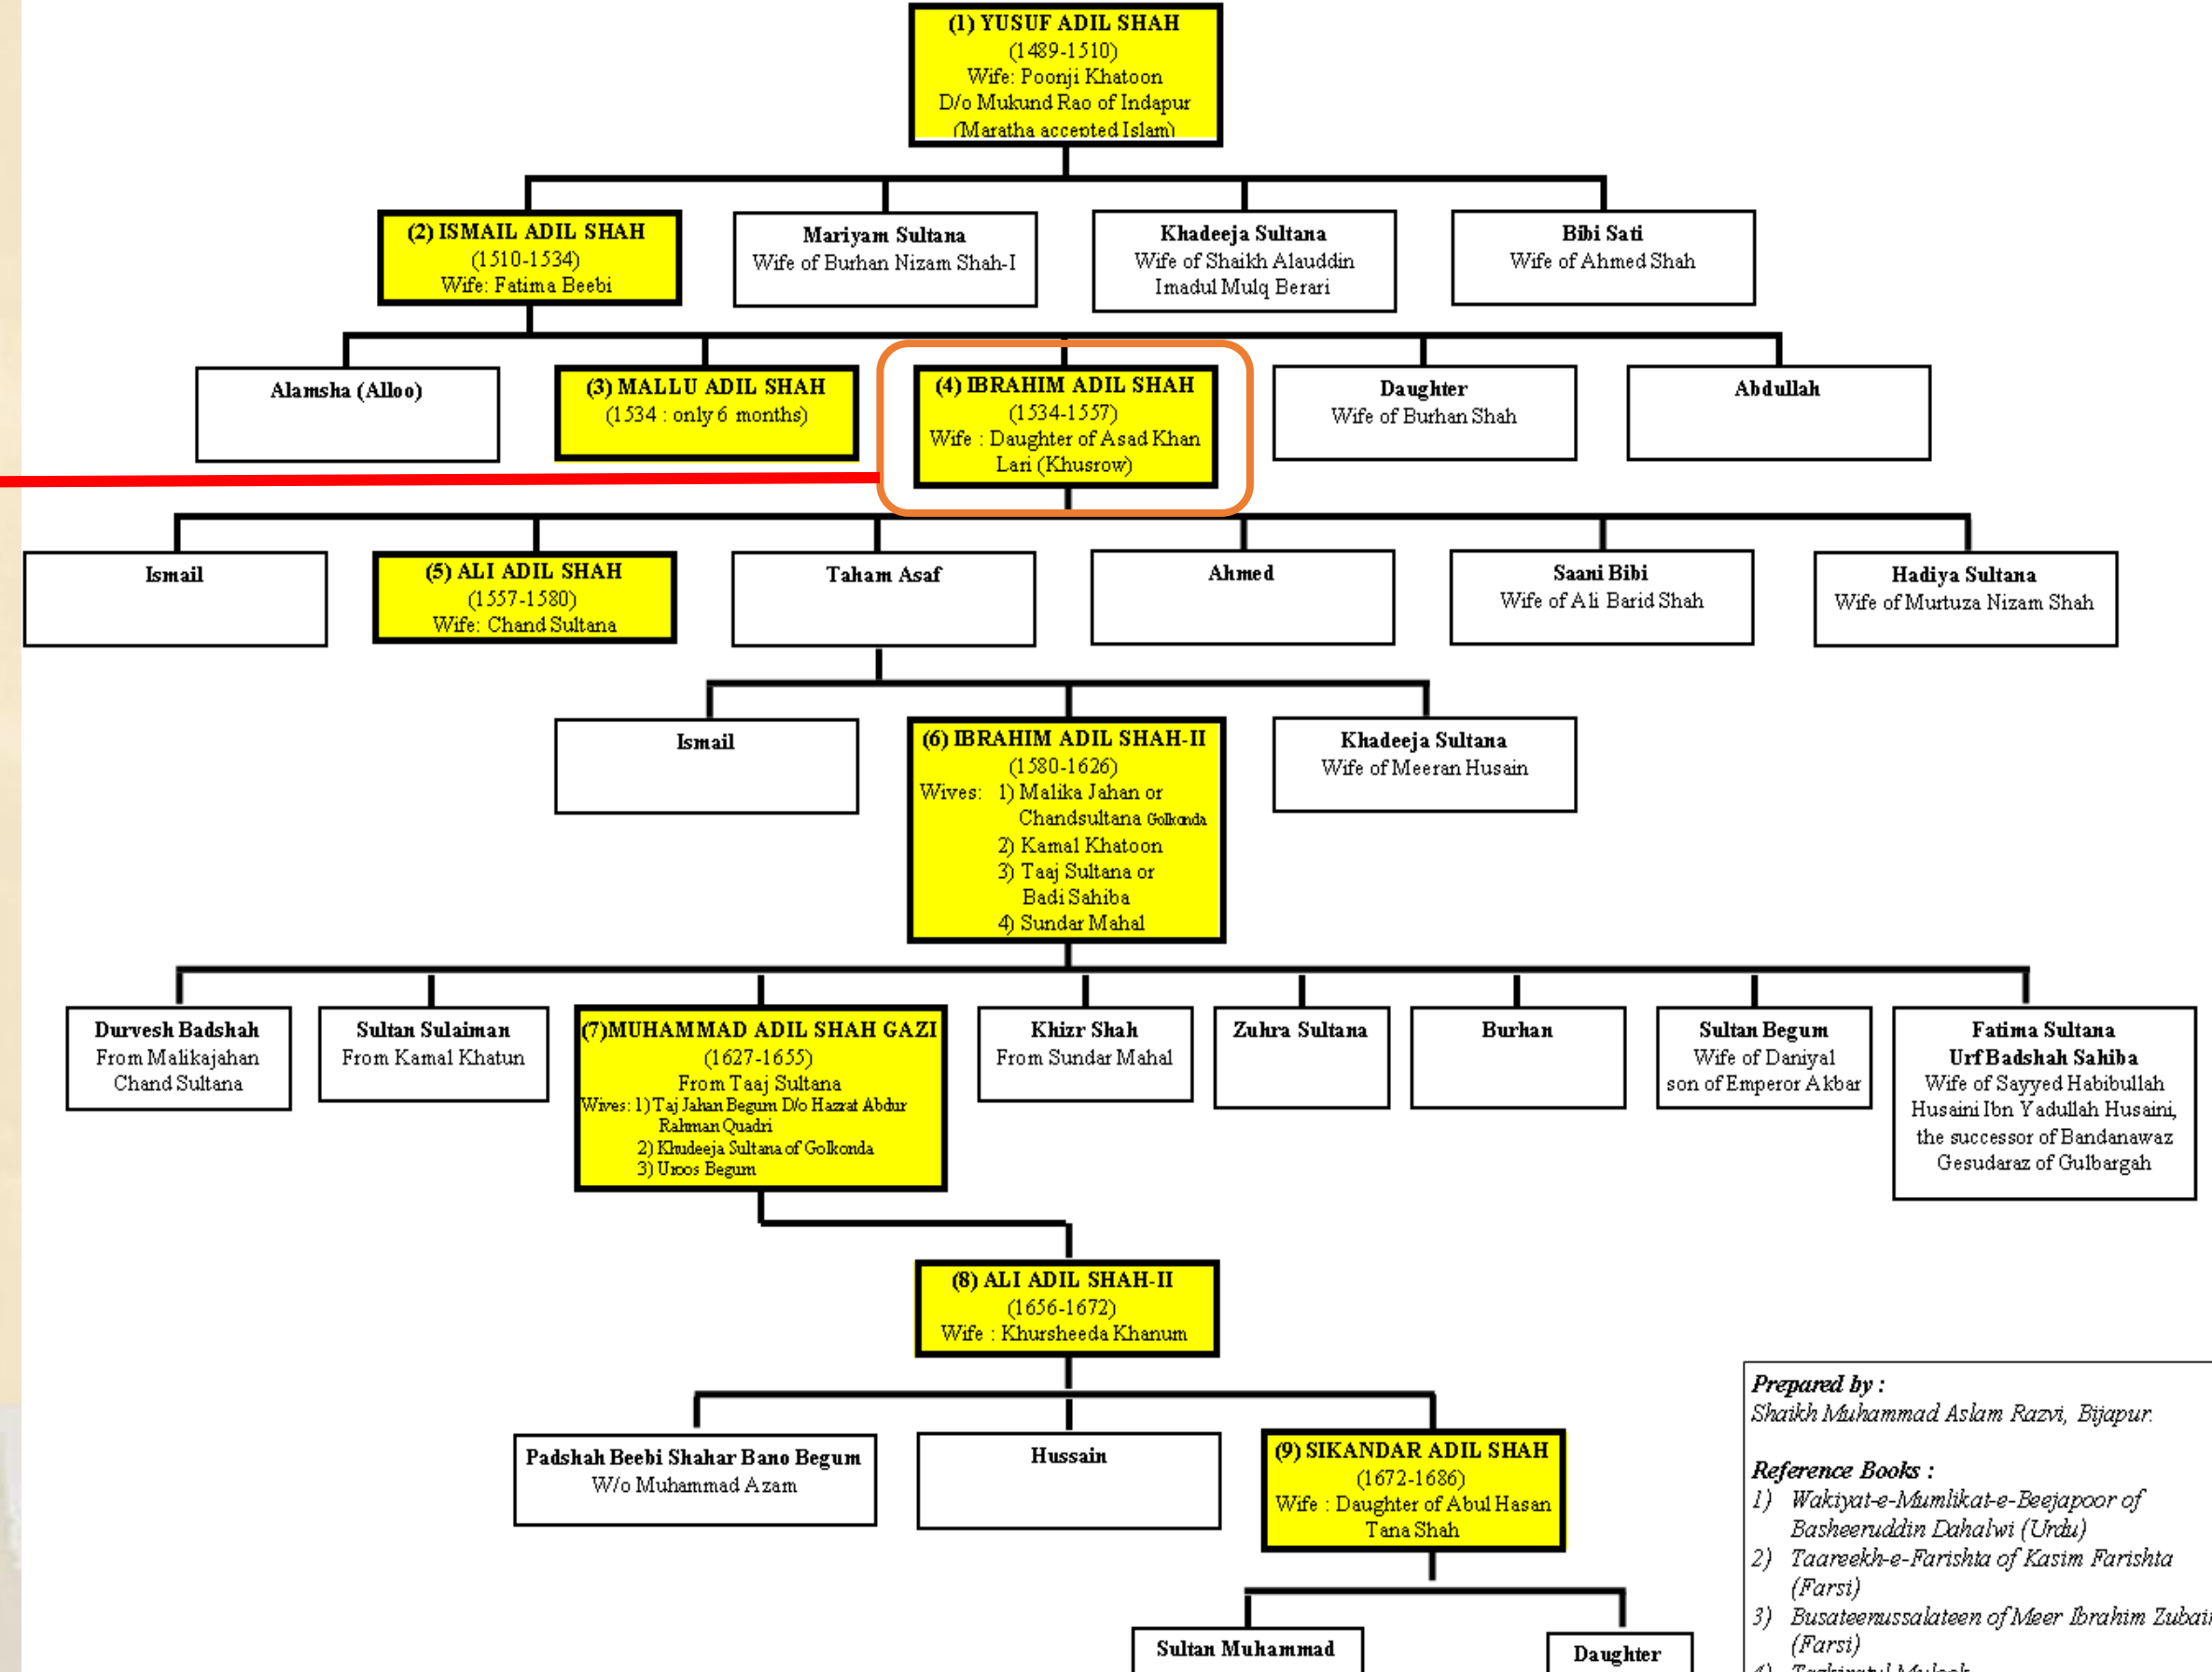 (1) YUSUF ADIL SHAH
(1489-1510)
Wife: Poonji Khatoon
D/o Mukund Rao of Indapur
(Maratha accepted Islam)
(2) ISMAIL ADIL SHAH
(1510-1534)
Wife: Fatima Beebi
Mariyam Sultana
Wife of Burhan Nizam Shah-I
Khadeeja Sultana
Wife of Shaikh Alauddin
Imadul Mulq Berari
Bibi Sati
Wife of Ahmed Shah
Alamsha (Alloo)
(3) MALLU ADIL SHAH
(1534 : only 6 months)
(4) IBRAHIM ADIL SHAH
(1534-1557)
Wife : Daughter of Asad Khan
Lari (Khusrow)
Daughter
Wife of Burhan Shah
Abdullah
Ismail
(5) ALI ADIL SHAH
(1557-1580)
Wife: Chand Sultana
Taham Asaf
Ahmed
Saani Bibi
Wife of Ali Barid Shah
Hadiya Sultana
Wife of Murtuza Nizam Shah
Ismail
(6) IBRAHIM ADIL SHAH-II
(1580-1626)
Wives: 1) Malika Jahan or
Chandsultana Golkonda
2) Kamal Khatoon
3) Taaj Sultana or
Badi Sahiba
4) Sundar Mahal
Khadeeja Sultana
Wife of Meeran Husain
Durvesh Badshah
From Malikajahan
Chand Sultana
Sultan Sulaiman
From Kamal Khatun
(7)MUHAMMAD ADIL SHAH GAZI
(1627-1655)
From Taaj Sultana
Wives: 1) Taj Jahan Begum D/o Hazrat Abdur
Rahman Quadri
2) Khudeeja Sultana of Golkonda
3) Uroos Begum
Khizr Shah
From Sundar Mahal
Zuhra Sultana
Burhan
Sultan Begum
Wife of Daniyal
son of Emperor Akbar
Fatima Sultana
Urf Badshah Sahiba
Wife of Sayyed Habibullah
Husaini Ibn Yadullah Husaini,
the successor of Bandanawaz
Gesudaraz of Gulbargah
(8) ALI ADIL SHAH-II
(1656-1672)
Wife : Khursheeda Khanum
Padshah Beebi Shahar Bano Begum
W/o Muhammad Azam
Hussain
(9) SIKANDAR ADIL SHAH
(1672-1686)
Wife : Daughter of Abul Hasan
Tana Shah
Sultan Muhammad
Daughter
Prepared by :
Shaikh Muhammad Aslam Razvi, Bijapur.
Reference Books :
1) Wakiyat-e-Mumlikat-e-Beejapoor of
Basheeruddin Dahalwi (Urdu)
2) Taareekh-e-Farishta of Kasim Farishta
(Farsi)
3) Busateenussalateen of Meer Ibrahim
(Farsi)